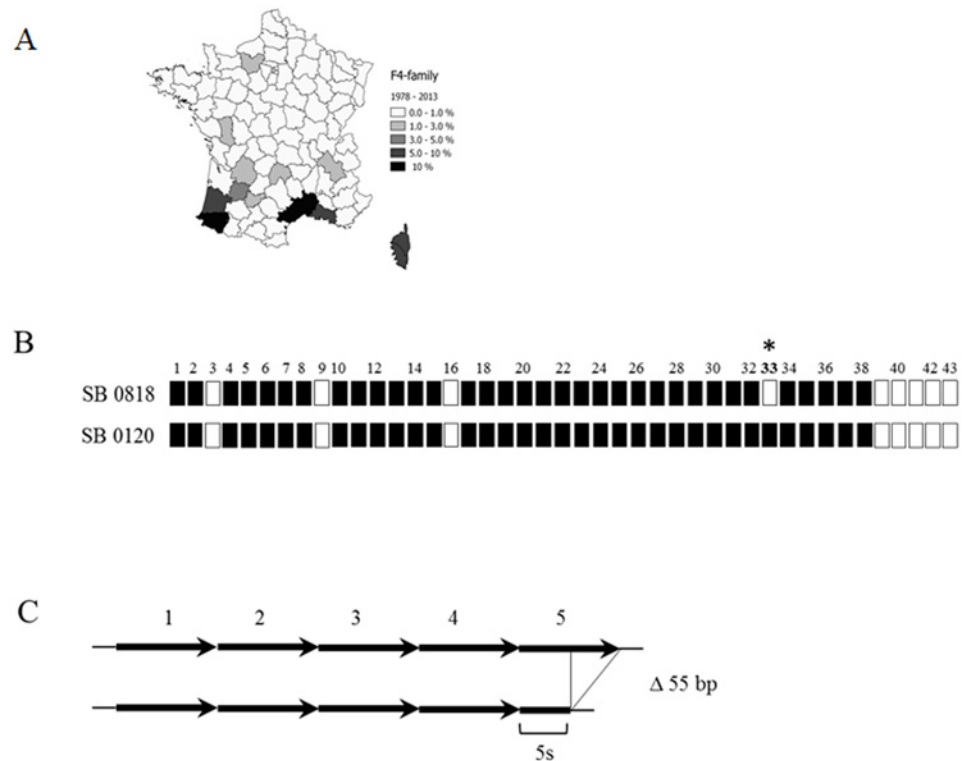 A
F4-family
1978 - 2013
0.0 - 1.0 %
1.0 - 3.0 %
3.0 - 5.0 %
5.0 - 10 %
10 %
B
*
1 2 3 4 5 6 7 8 9 10 12 14 16 18 20 22 24 26 28 30 32 33 34 36 38 40 42 43
SB 0818
SB 0120
C
1 2 3 4 5
Δ 55 bp
5s